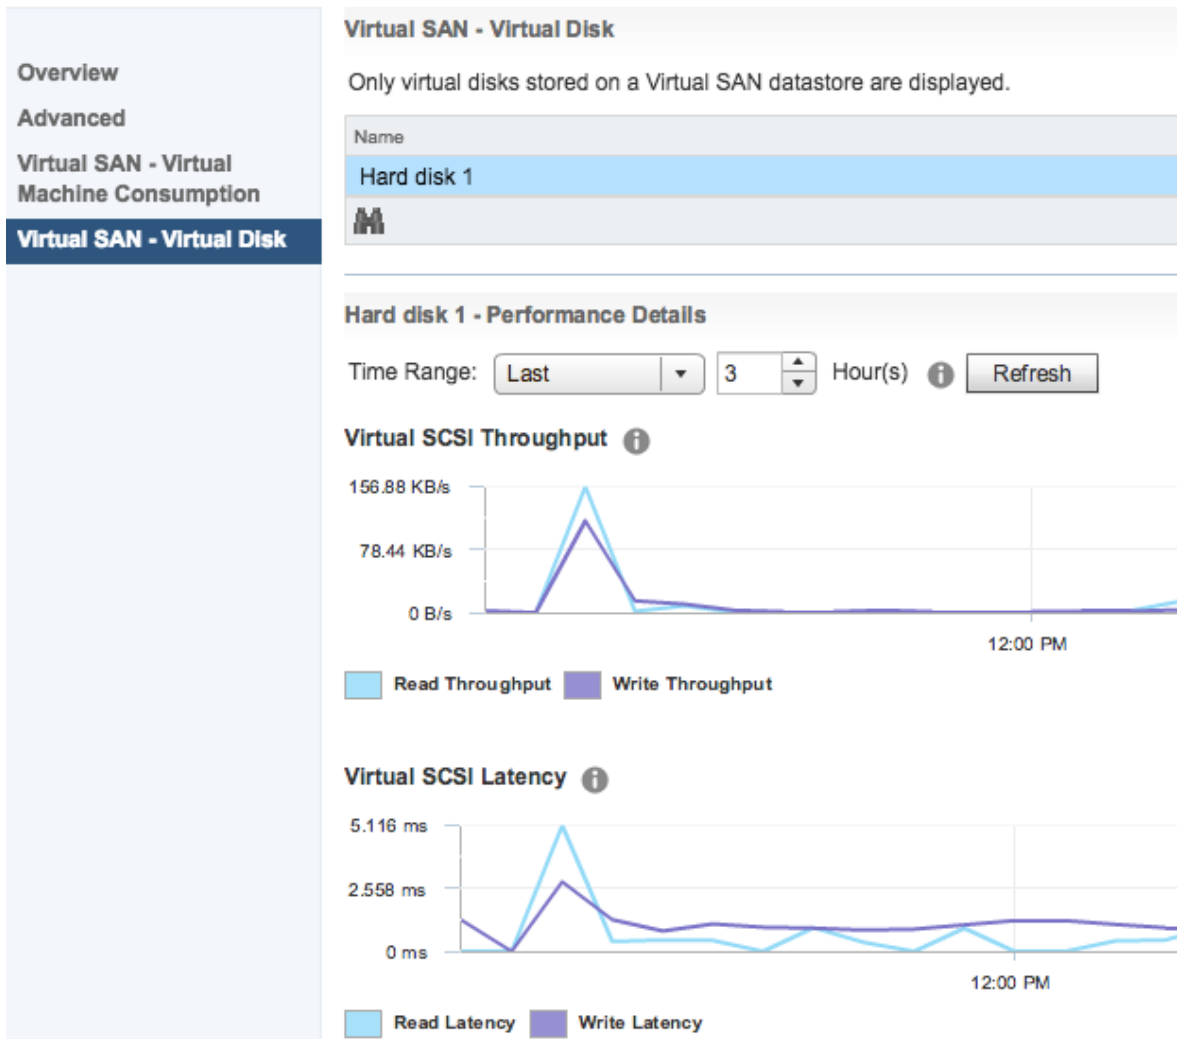 Overview
Advanced
Virtual SAN - Virtual
Machine Consumption
Virtual SAN - Virtual Disk
Virtual SAN - Virtual Disk
Only virtual disks stored on a Virtual SAN datastore are displayed.
Name
Hard disk 1
Hard disk 1 - Performance Details
Time Range: Last 3 Hour(s) Refresh
Virtual SCSI Throughput
156.88 KB/s
78.44 KB/s
0 B/s
12:00 PM
Read Throughput Write Throughput
Virtual SCSI Latency
5.116 ms
2.558 ms
0 ms
12:00 PM
Read Latency Write Latency